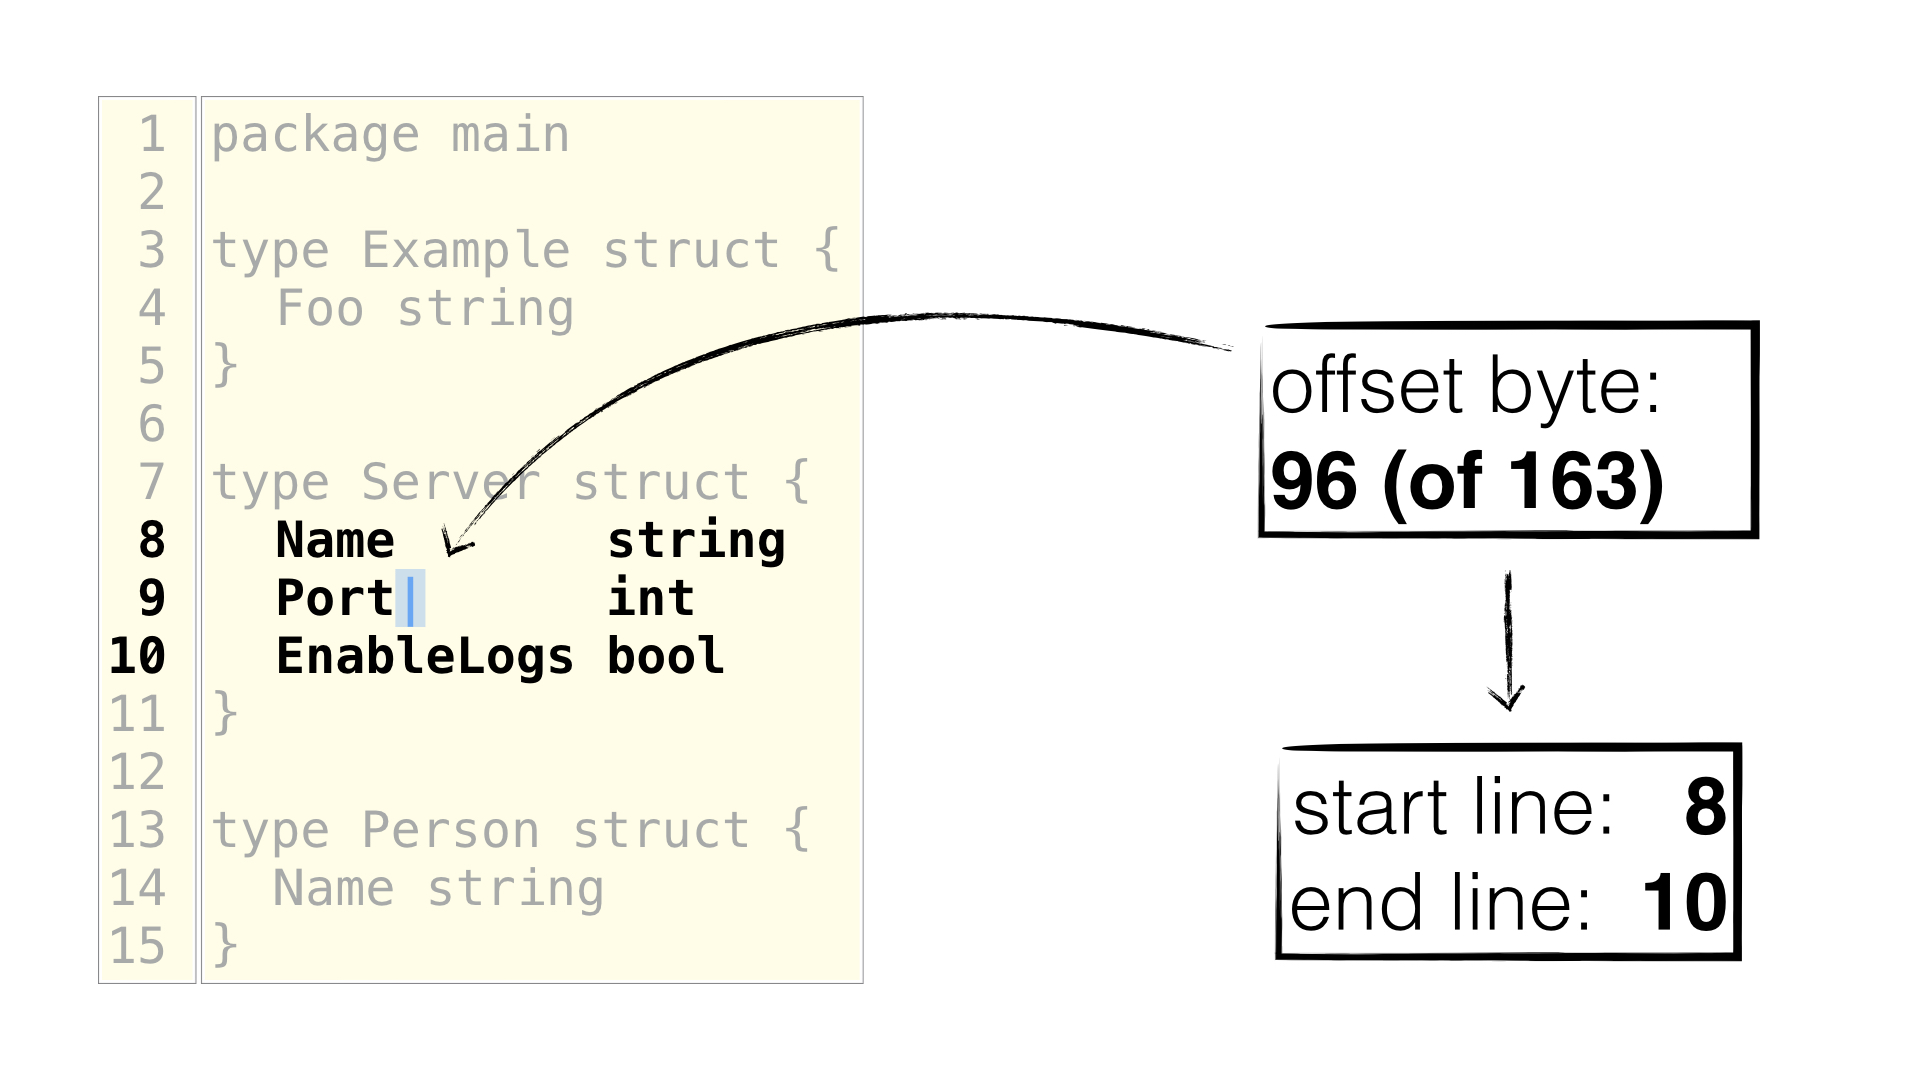 1 package main
2
3 type Example struct {
4 Foo string
5 }
6
7 type Server struct {
8 Name string
9 Port int
10 EnableLogs bool
11 }
12
13 type Person struct {
14 Name string
15 }
offset byte:
96 (of 163)
start line: 8
end line: 10